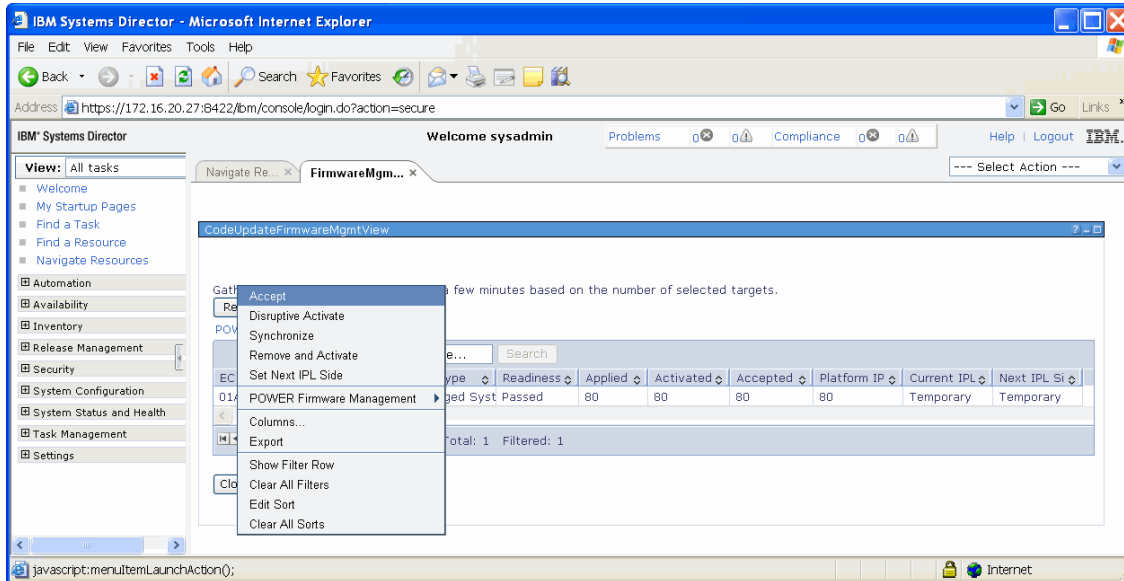 IBM Systems Director - Microsoft Internet Explorer
File Edit View Favorites Tools Help
Back Search Favorites
Address https://172.16.20.27:8422/ibm/console/login.do?action=secure Go Links »
IBM® Systems Director Welcome sysadmin Problems 0 0 Compliance 0 0 Help | Logout IBM.
View: All tasks
Navigate Re... × FirmwareMgm... × --- Select Action ---
Welcome
My Startup Pages
Find a Task
Find a Resource
Navigate Resources
Automation
Availability
Inventory
Release Management
Security
System Configuration
System Status and Health
Task Management
Settings
CodeUpdateFirmwareMgmtView ?
Gath a few minutes based on the number of selected targets.
Re
POW
e... Search
EC ype Readiness Applied Activated Accepted Platform IP Current IPL Next IPL Si
01A ged Syst Passed 80 80 80 80 Temporary Temporary
Total: 1 Filtered: 1
Clo
Accept
Disruptive Activate
Synchronize
Remove and Activate
Set Next IPL Side
POWER Firmware Management
Columns...
Export
Show Filter Row
Clear All Filters
Edit Sort
Clear All Sorts
javascript:menuItemLaunchAction(); Internet